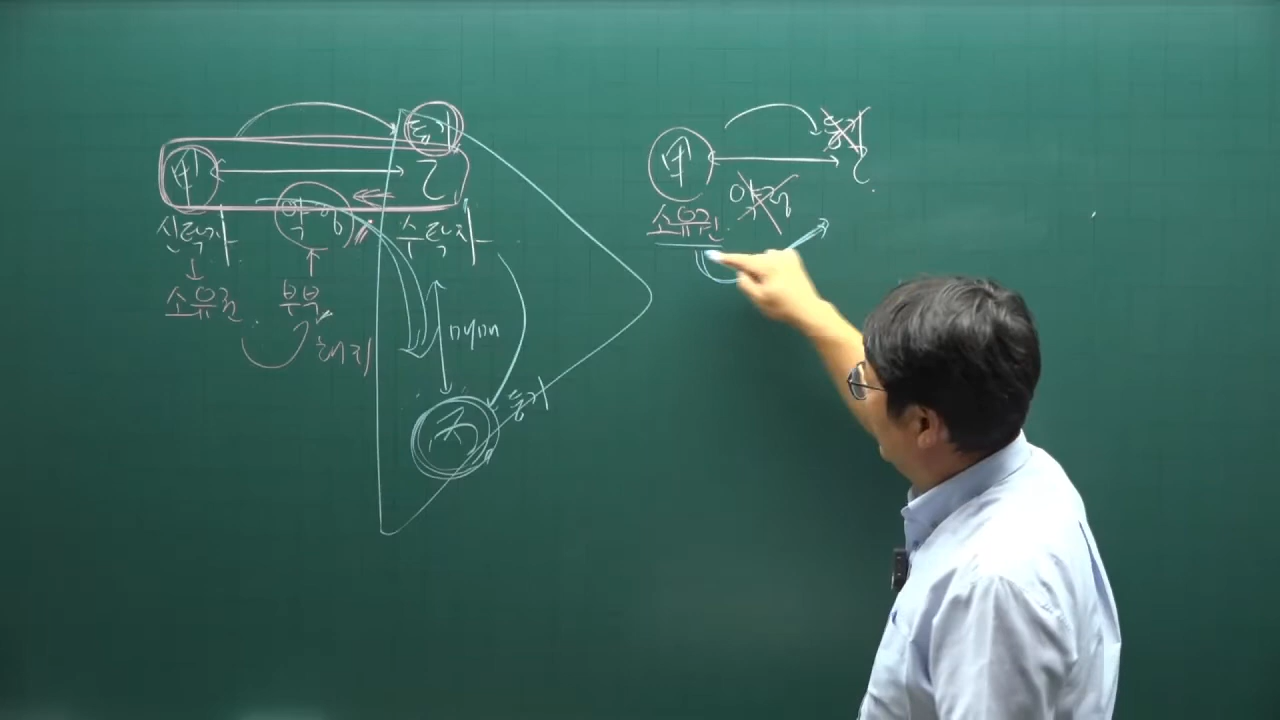 등기
甲 乙
약정
신탁자 수탁자
소유권 부부
해지
매매
丙 등기
등기
甲 乙
약정
소유권